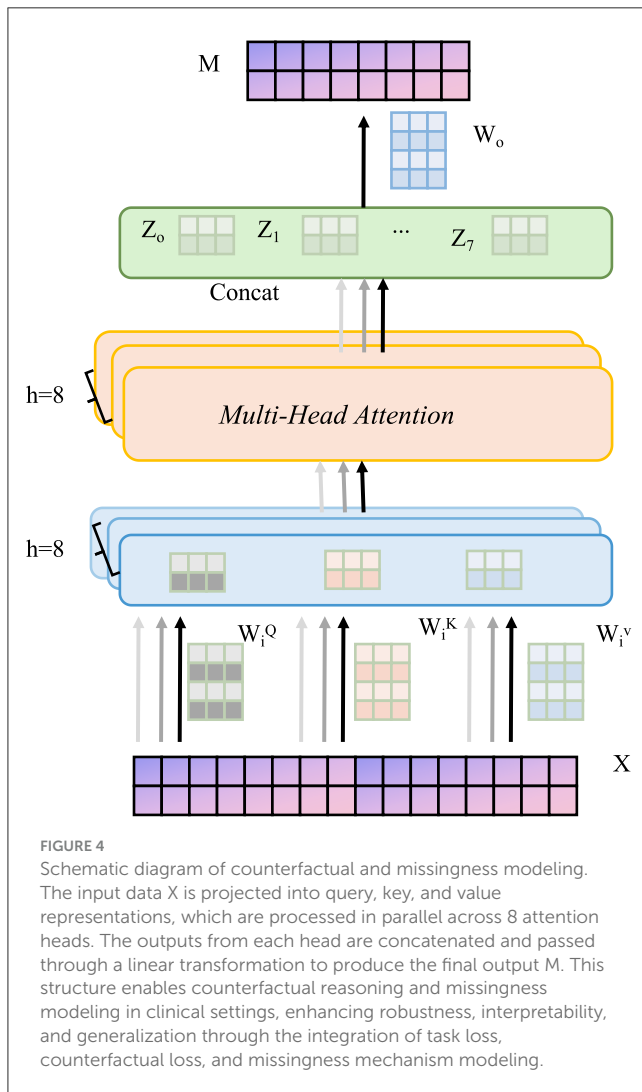 M
Wₒ
Zₒ Z₁ ... Z₇
Concat
h=8
Multi-Head Attention
h=8
WᵢQ WᵢK Wᵢv
X
FIGURE 4
Schematic diagram of counterfactual and missingness modeling.
The input data X is projected into query, key, and value
representations, which are processed in parallel across 8 attention
heads. The outputs from each head are concatenated and passed
through a linear transformation to produce the final output M. This
structure enables counterfactual reasoning and missingness
modeling in clinical settings, enhancing robustness, interpretability,
and generalization through the integration of task loss,
counterfactual loss, and missingness mechanism modeling.